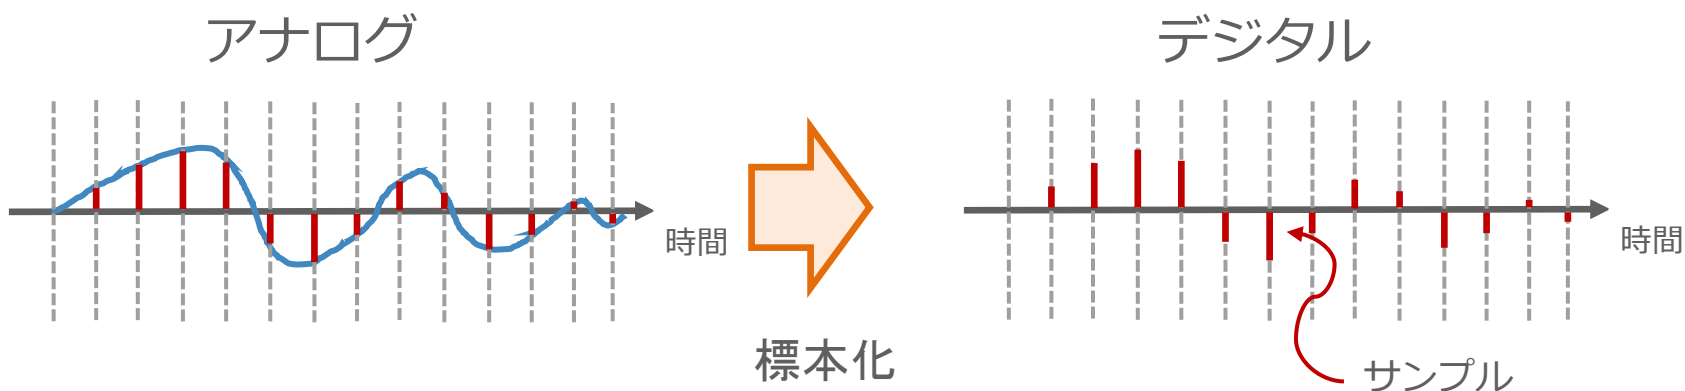 アナログ
デジタル
時間
時間
標本化
サンプル